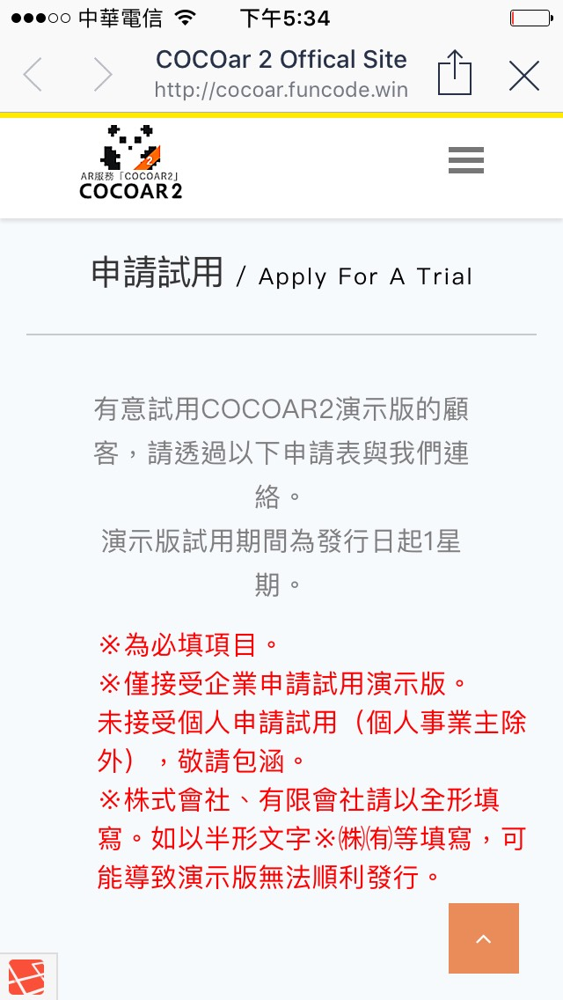 中華電信 下午5:34
COCOar 2 Offical Site
http://cocoar.funcode.win
2
AR服務「COCOAR2」
COCOAR2
申請試用 / Apply For A Trial
有意試用COCOAR2演示版的顧
客，請透過以下申請表與我們連
絡。
演示版試用期間為發行日起1星
期。
※為必填項目。
※僅接受企業申請試用演示版。
未接受個人申請試用（個人事業主除
外），敬請包涵。
※株式會社、有限會社請以全形填
寫。如以半形文字※㈱㈲等填寫，可
能導致演示版無法順利發行。